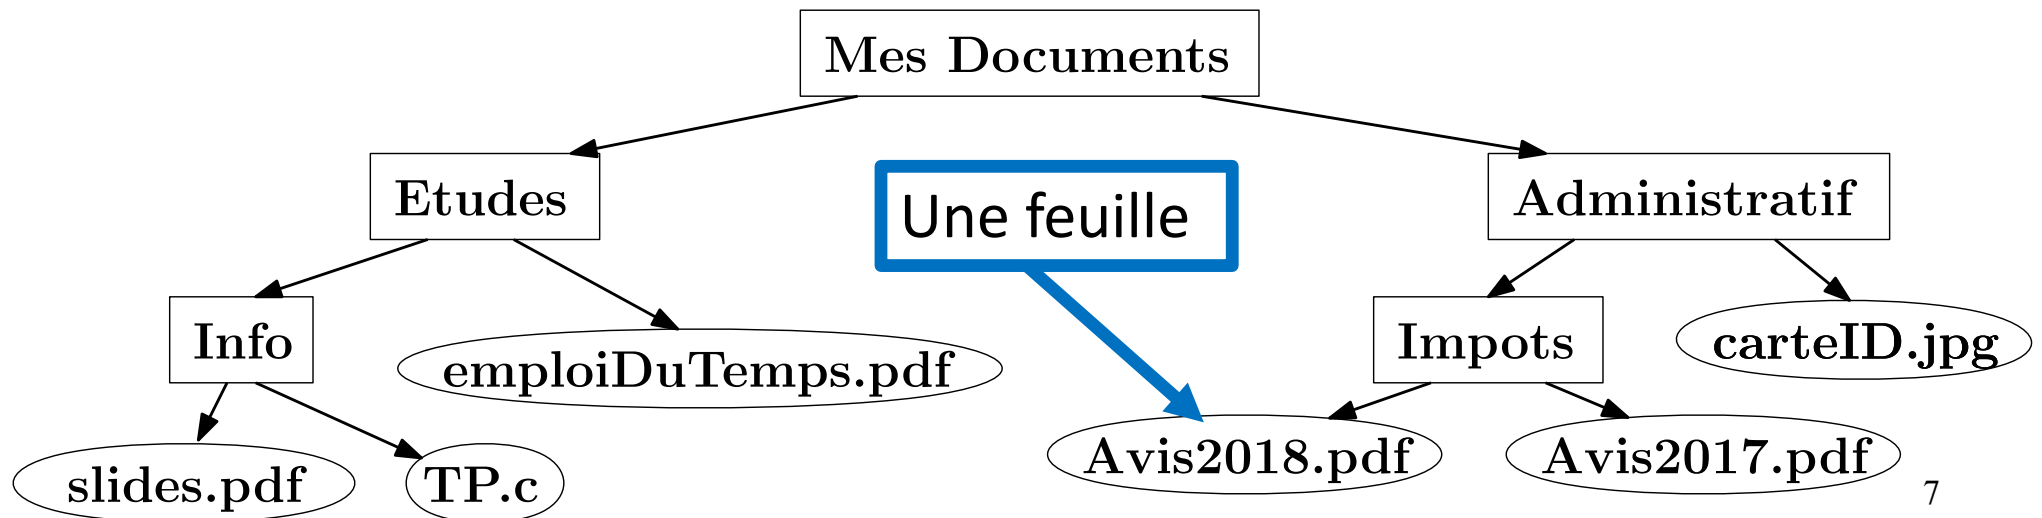 Mes Documents
Etudes
Une feuille
Administratif
Info
emploiDuTemps.pdf
Impots
carteID.jpg
slides.pdf
TP.c
Avis2018.pdf
Avis2017.pdf
7